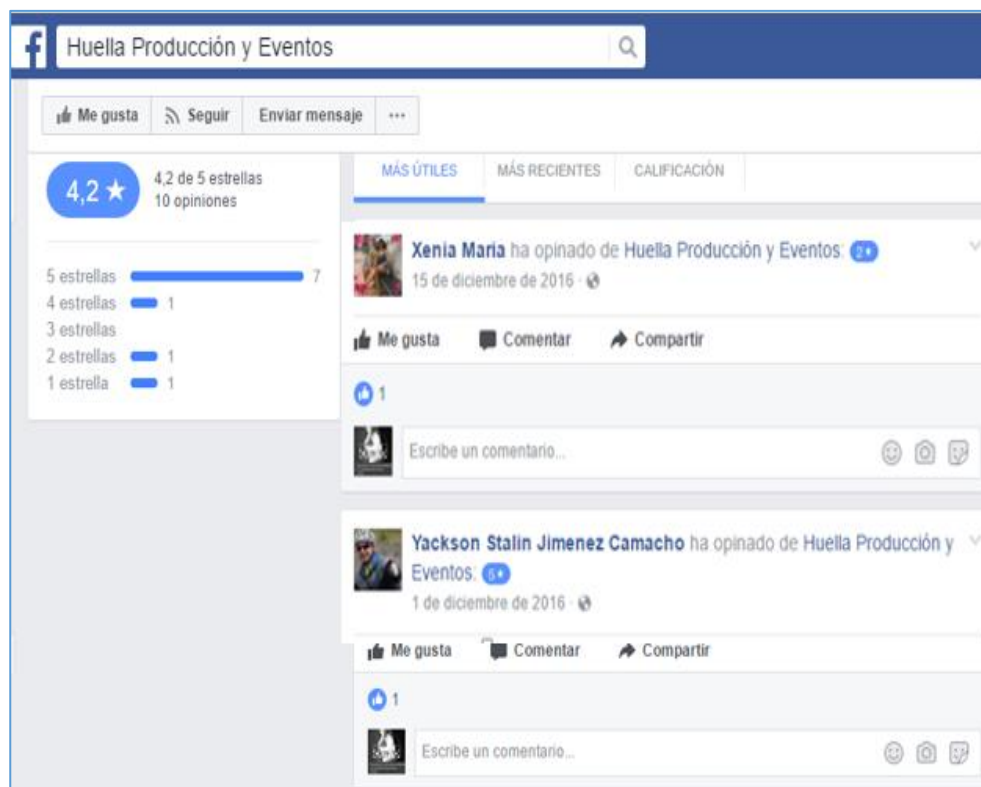 f Huella Producción y Eventos
Me gusta Seguir Enviar mensaje ...
4,2 ★ 4,2 de 5 estrellas
10 opiniones
5 estrellas 7
4 estrellas 1
3 estrellas
2 estrellas 1
1 estrella 1
MÁS ÚTILES MÁS RECIENTES CALIFICACIÓN
Xenia Maria ha opinado de Huella Producción y Eventos: 2★
15 de diciembre de 2016 ·
Me gusta Comentar Compartir
1
Escribe un comentario...
Yackson Stalin Jimenez Camacho ha opinado de Huella Producción y
Eventos: 5★
1 de diciembre de 2016 ·
Me gusta Comentar Compartir
1
Escribe un comentario...